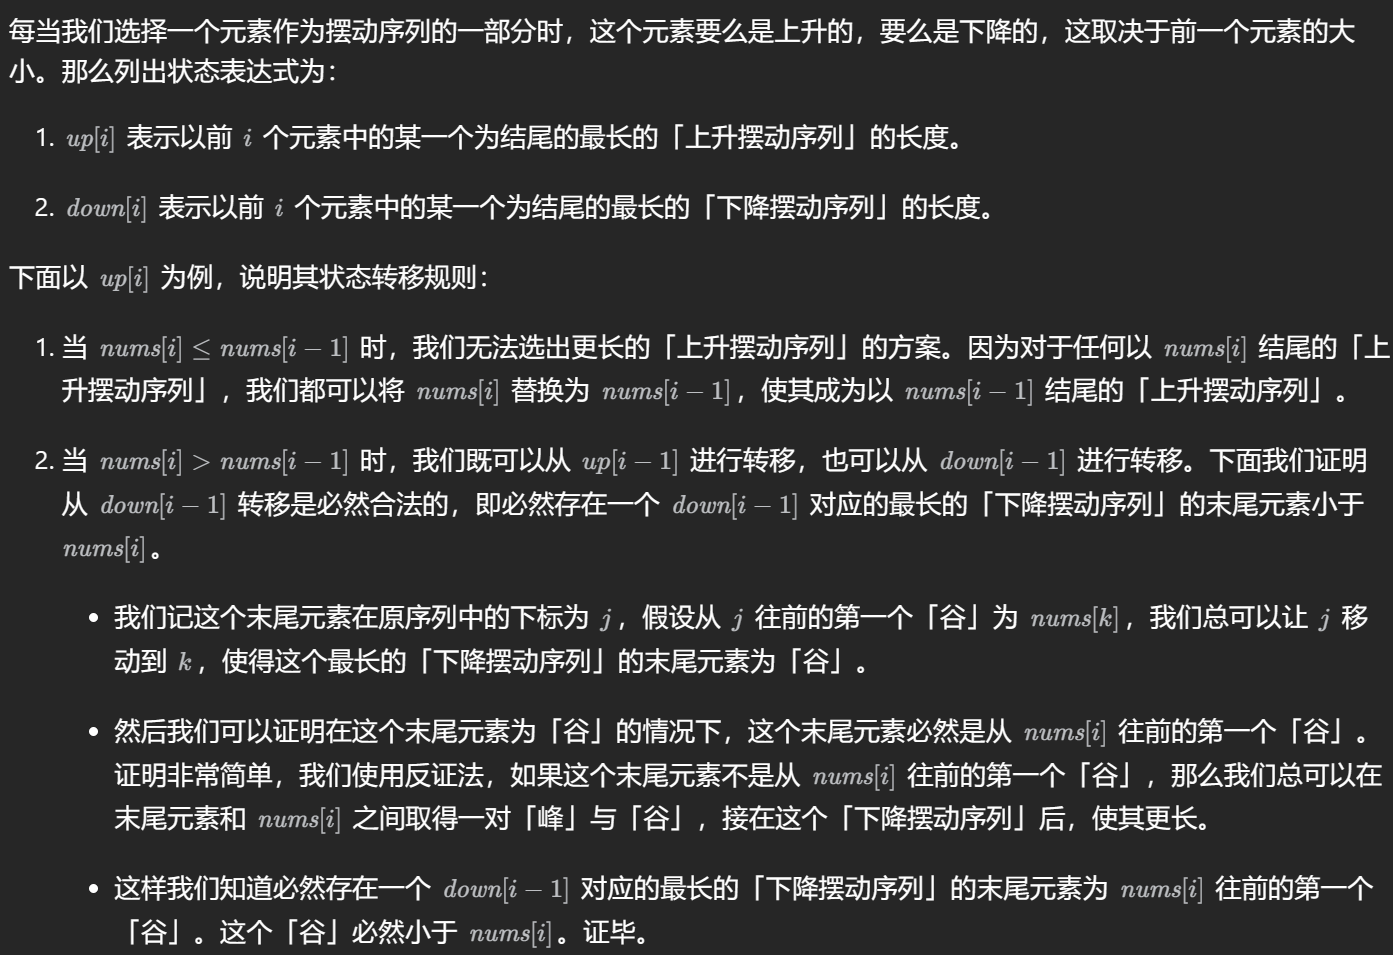 每当我们选择一个元素作为摆动序列的一部分时，这个元素要么是上升的，要么是下降的，这取决于前一个元素的大
小。那么列出状态表达式为：
1. up[i] 表示以前 i 个元素中的某一个为结尾的最长的「上升摆动序列」的长度。
2. down[i] 表示以前 i 个元素中的某一个为结尾的最长的「下降摆动序列」的长度。
下面以 up[i] 为例，说明其状态转移规则：
1. 当 nums[i] ≤ nums[i − 1] 时，我们无法选出更长的「上升摆动序列」的方案。因为对于任何以 nums[i] 结尾的「上
升摆动序列」，我们都可以将 nums[i] 替换为 nums[i − 1]，使其成为以 nums[i − 1] 结尾的「上升摆动序列」。
2. 当 nums[i] > nums[i − 1] 时，我们既可以从 up[i − 1] 进行转移，也可以从 down[i − 1] 进行转移。下面我们证明
从 down[i − 1] 转移是必然合法的，即必然存在一个 down[i − 1] 对应的最长的「下降摆动序列」的末尾元素小于
nums[i]。
• 我们记这个末尾元素在原序列中的下标为 j，假设从 j 往前的第一个「谷」为 nums[k]，我们总可以让 j 移
动到 k，使得这个最长的「下降摆动序列」的末尾元素为「谷」。
• 然后我们可以证明在这个末尾元素为「谷」的情况下，这个末尾元素必然是从 nums[i] 往前的第一个「谷」。
证明非常简单，我们使用反证法，如果这个末尾元素不是从 nums[i] 往前的第一个「谷」，那么我们总可以在
末尾元素和 nums[i] 之间取得一对「峰」与「谷」，接在这个「下降摆动序列」后，使其更长。
• 这样我们知道必然存在一个 down[i − 1] 对应的最长的「下降摆动序列」的末尾元素为 nums[i] 往前的第一个
「谷」。这个「谷」必然小于 nums[i]。证毕。